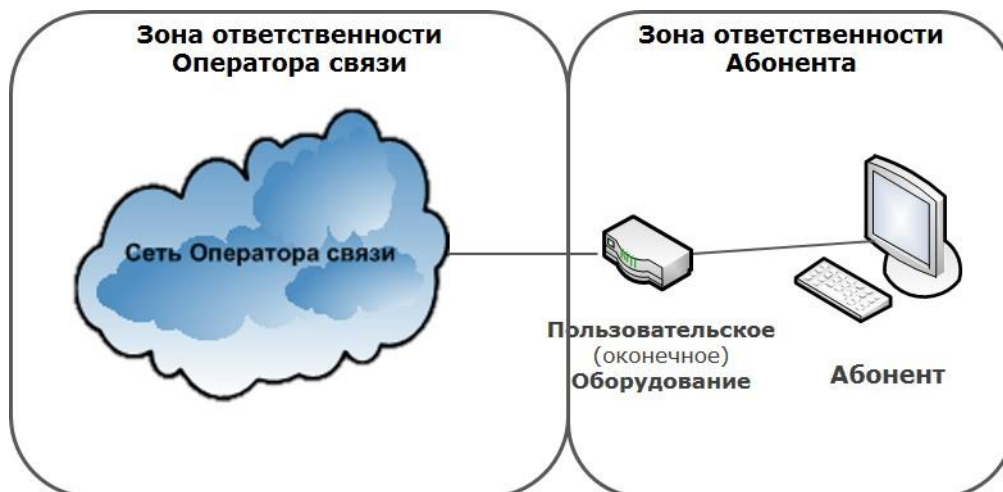 Зона ответственности
Оператора связи
Зона ответственности
Абонента
Сеть Оператора связи
Пользовательское
(оконечное)
Оборудование
Абонент